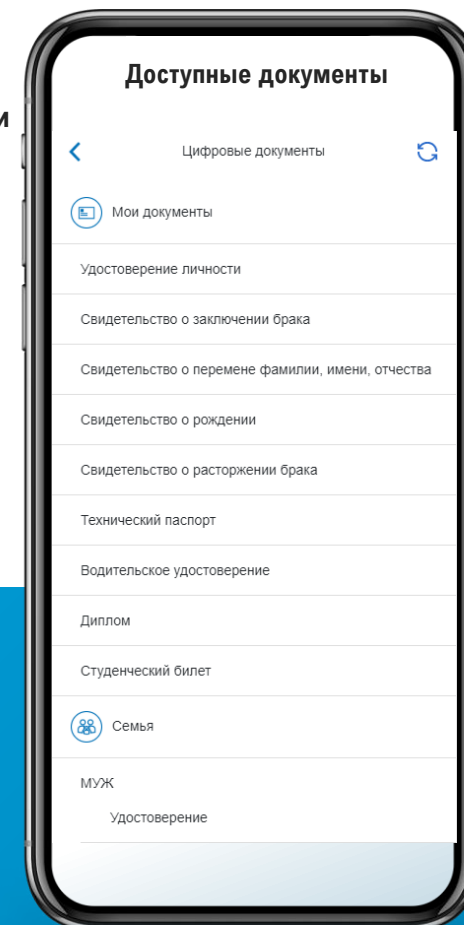 Доступные документы
и
Цифровые документы
Мои документы
Удостоверение личности
Свидетельство о заключении брака
Свидетельство о перемене фамилии, имени, отчества
Свидетельство о рождении
Свидетельство о расторжении брака
Технический паспорт
Водительское удостоверение
Диплом
Студенческий билет
Семья
МУЖ
Удостоверение